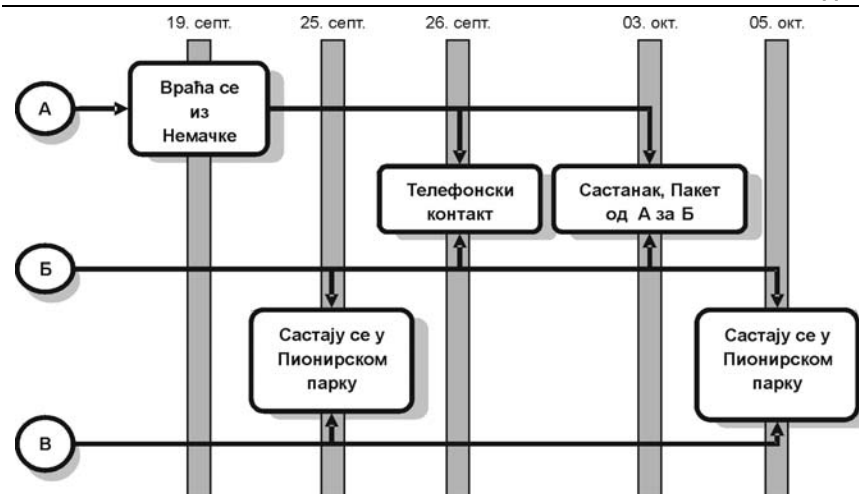 19. септ.
25. септ.
26. септ.
03. окт.
05. окт.
А
Враћа се
из
Немачке
Телефонски
контакт
Састанак, Пакет
од А за Б
Б
Састају се у
Пионирском
парку
Састају се у
Пионирском
парку
В